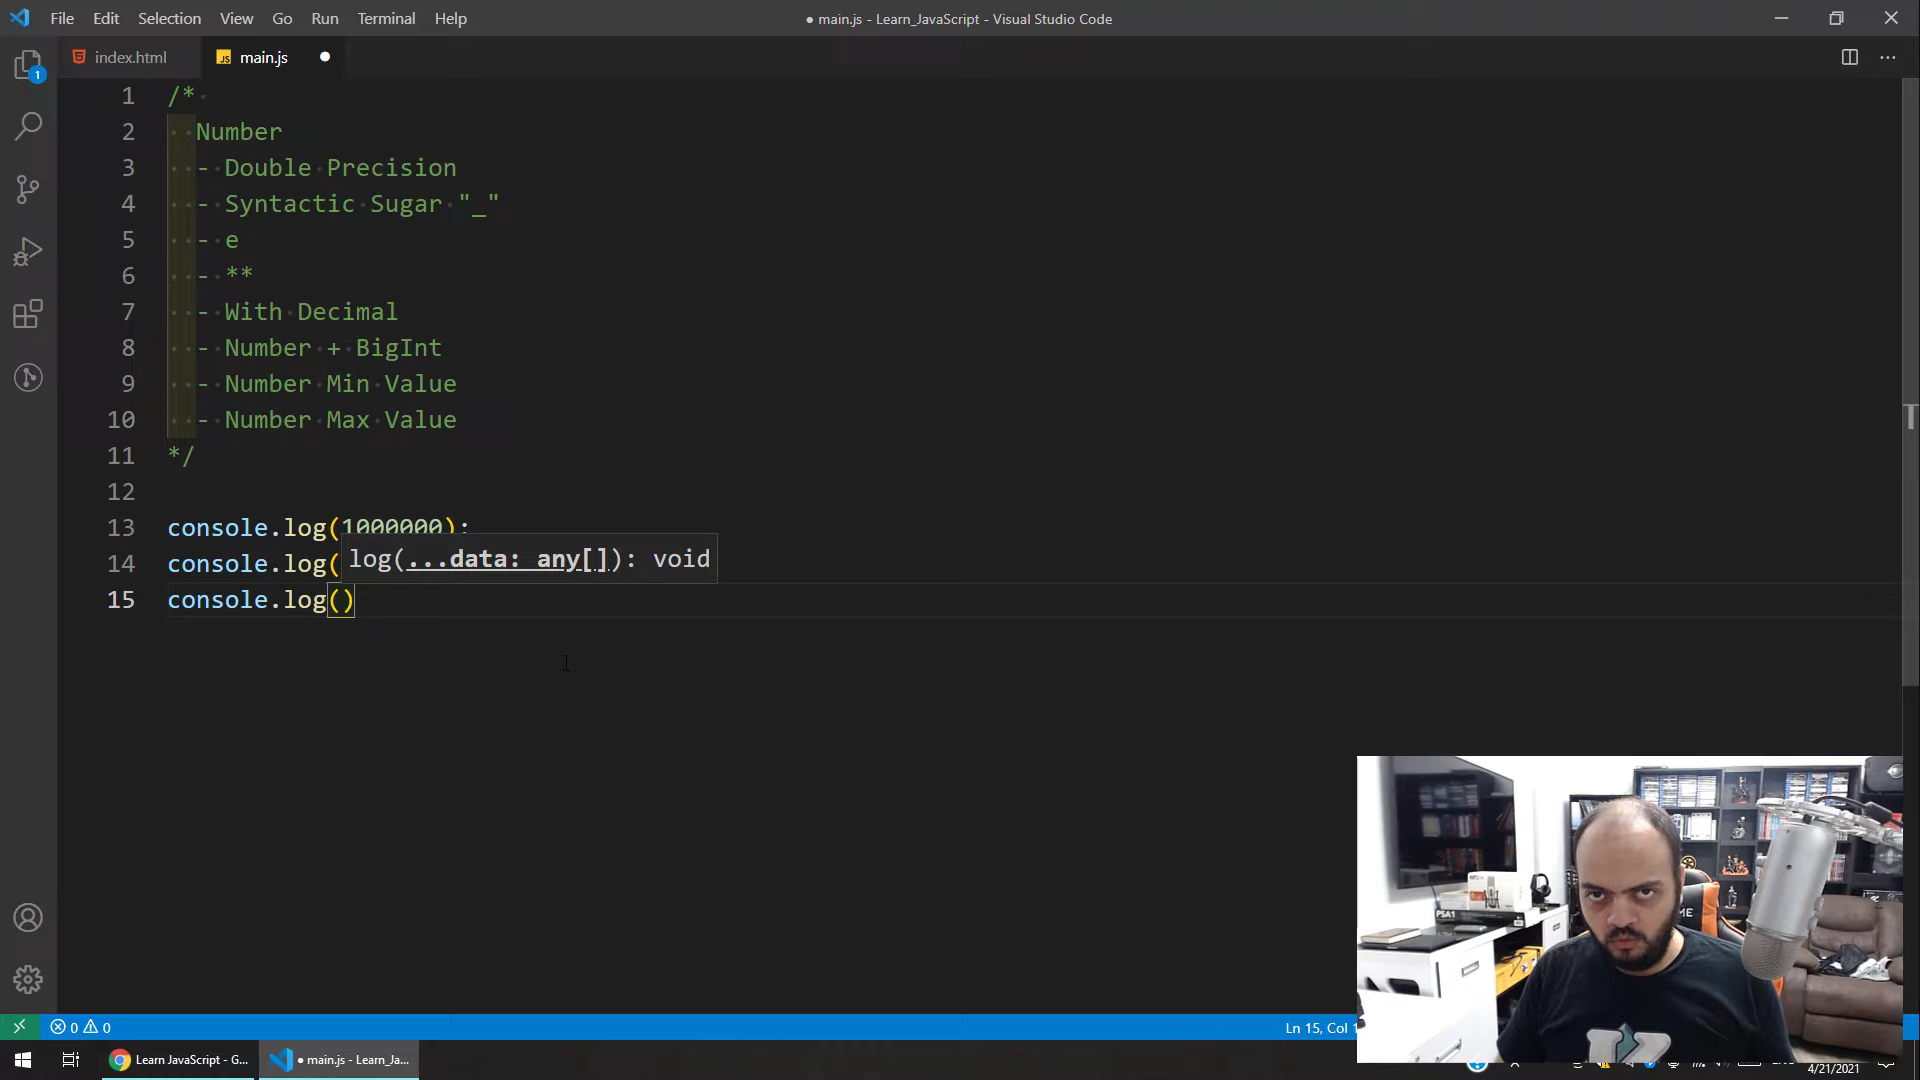 File Edit Selection View Go Run Terminal Help
● main.js - Learn_JavaScript - Visual Studio Code
index.html
main.js
1 /*
2 Number
3 - Double Precision
4 - Syntactic Sugar "_"
5 - e
6 - **
7 - With Decimal
8 - Number + BigInt
9 - Number Min Value
10 - Number Max Value
11 */
12
13 console.log(1000000);
log(...data: any[]): void
14 console.log(
15 console.log()
1
PSA1
0 0
Ln 15, Col 1
Learn JavaScript - G...
● main.js - Learn_Ja...
4/21/2021